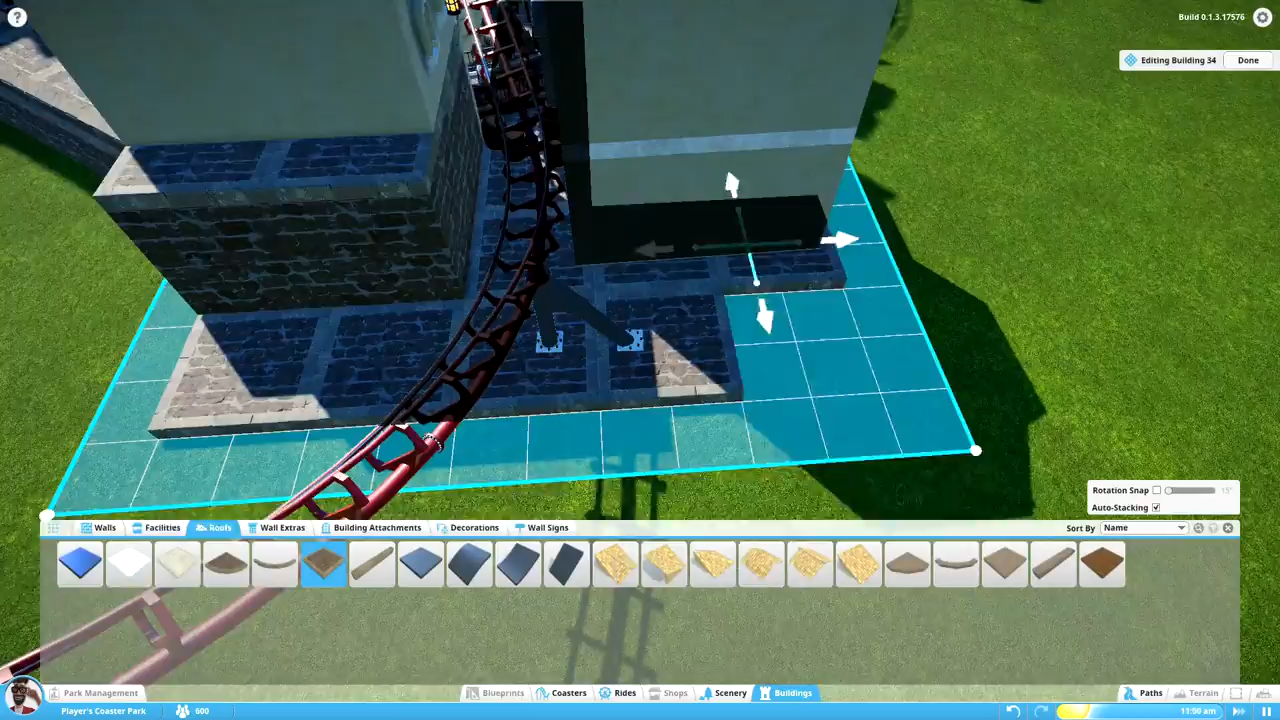 ?
Build 0.1.3.17576
Editing Building 34 Done
Rotation Snap 15°
Auto-Stacking
Walls Facilities Roofs Wall Extras Building Attachments Decorations Wall Signs Sort By Name
Park Management Blueprints Coasters Rides Shops Scenery Buildings Paths Terrain
Player's Coaster Park 600 11:00 am